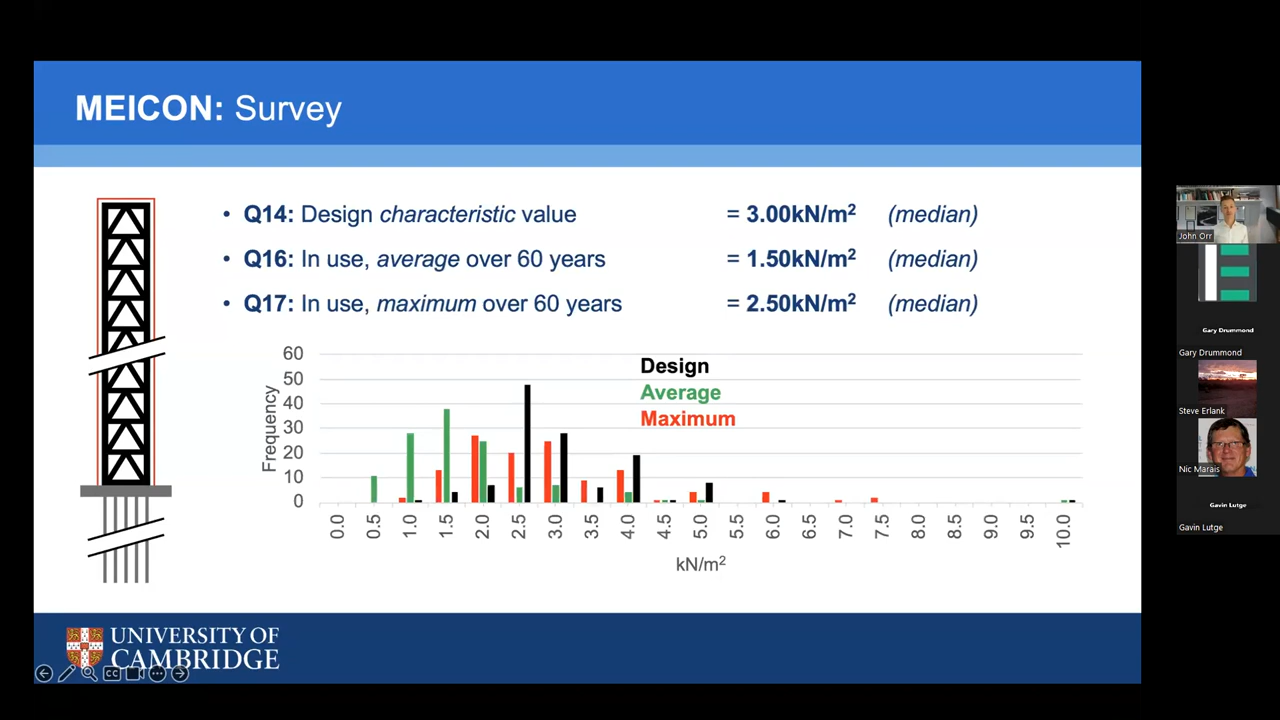 MEICON: Survey
• Q14: Design characteristic value = 3.00kN/m² (median)
• Q16: In use, average over 60 years = 1.50kN/m² (median)
• Q17: In use, maximum over 60 years = 2.50kN/m² (median)
Design
Average
Maximum
Frequency
60
50
40
30
20
10
0
0.0 0.5 1.0 1.5 2.0 2.5 3.0 3.5 4.0 4.5 5.0 5.5 6.0 6.5 7.0 7.5 8.0 8.5 9.0 9.5 10.0
kN/m²
UNIVERSITY OF
CAMBRIDGE
CC
John Orr
Gary Drummond
Gary Drummond
Steve Erlank
Nic Marais
Gavin Lutge
Gavin Lutge